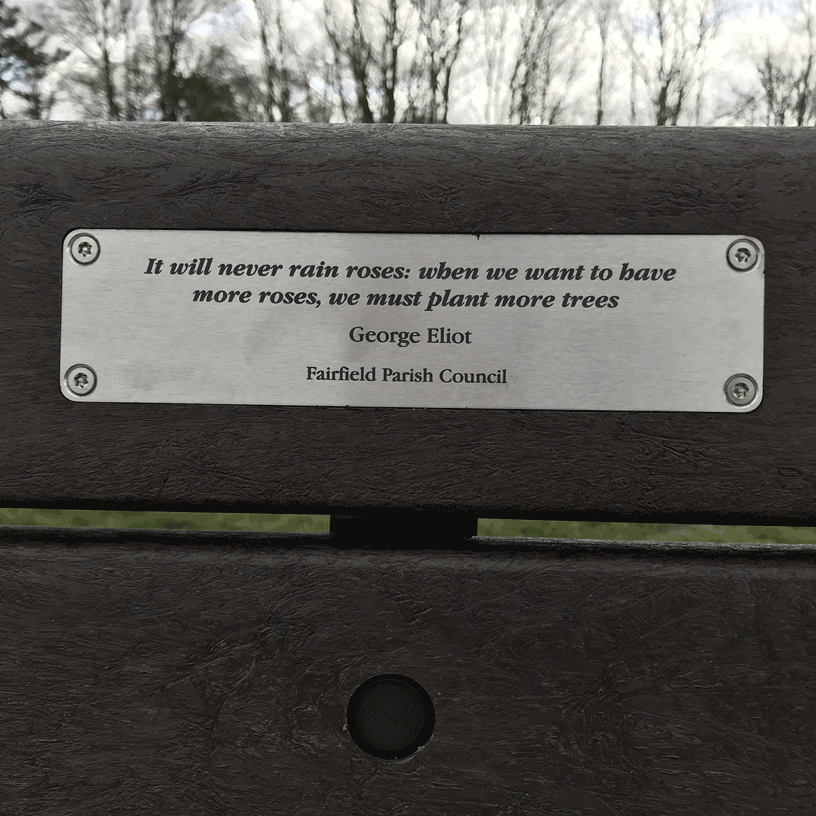 It will never rain roses: when we want to have
more roses, we must plant more trees
George Eliot
Fairfield Parish Council